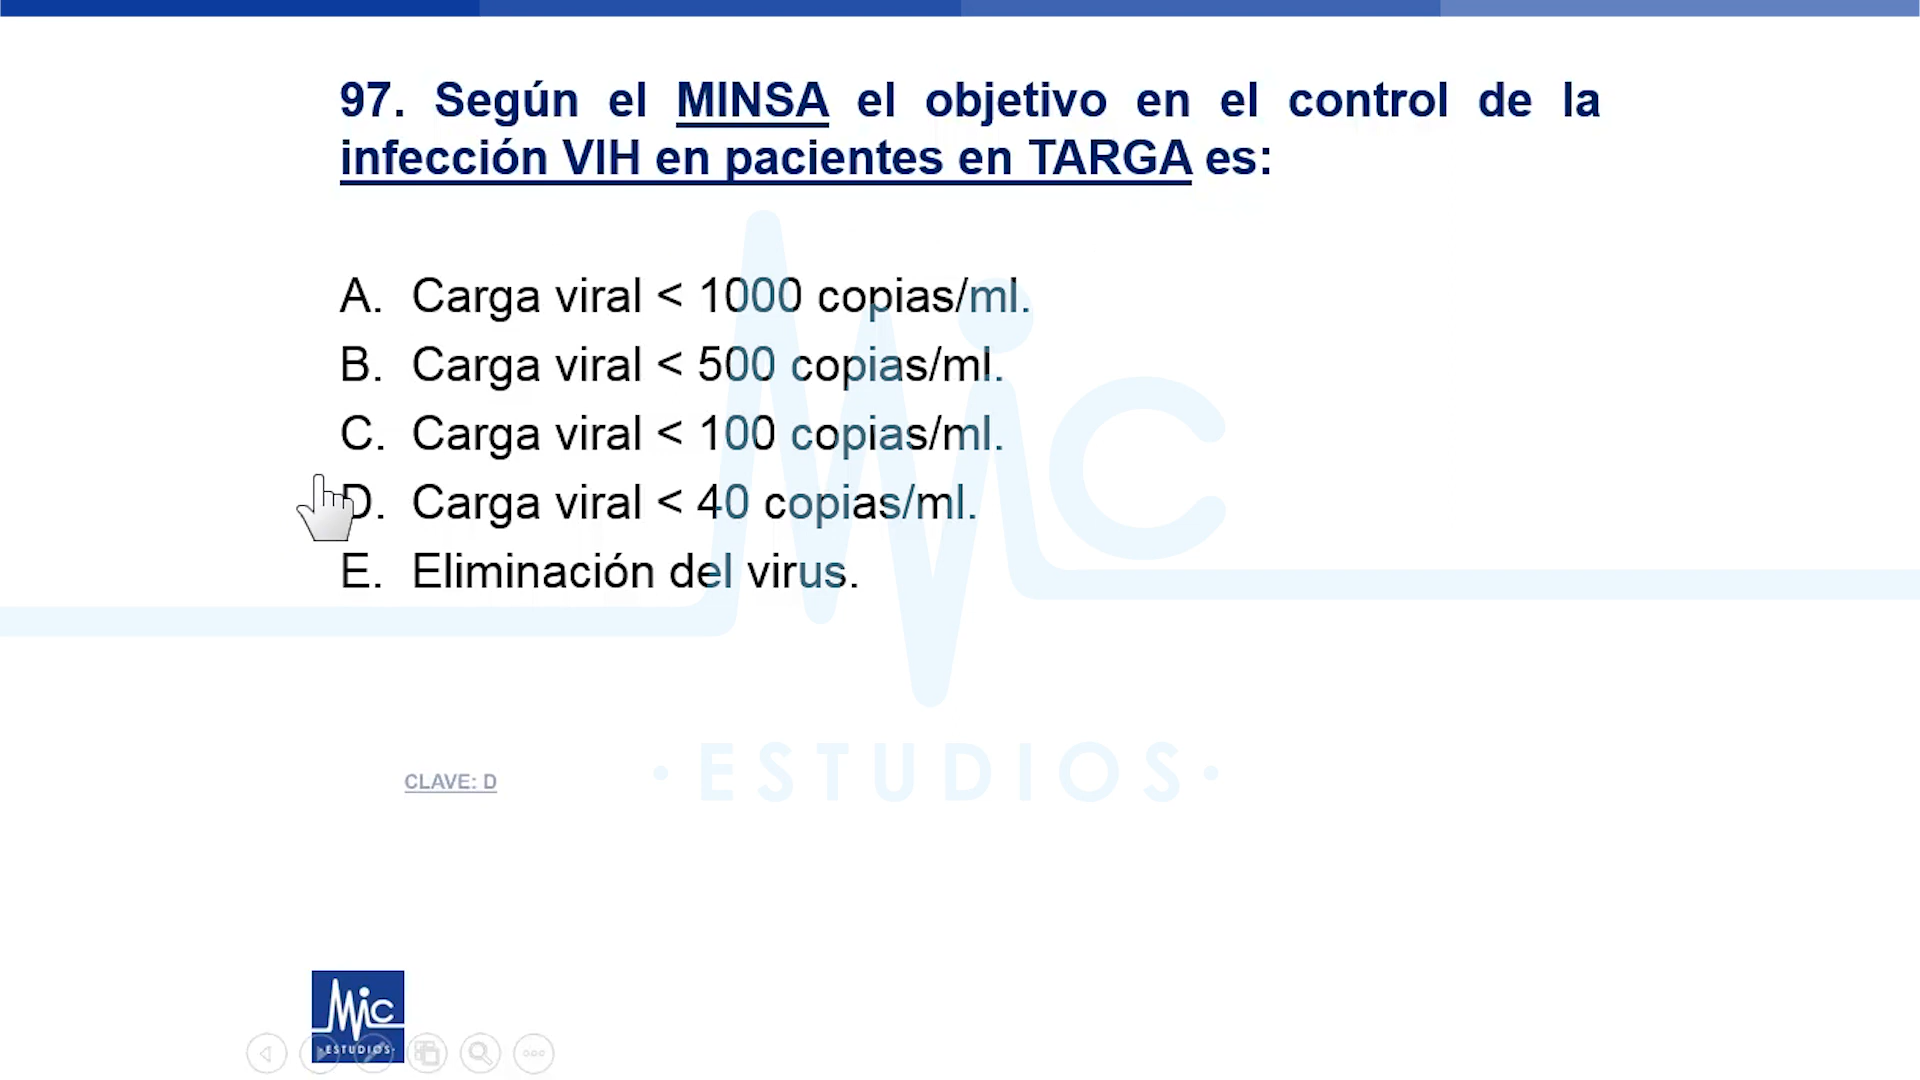 97. Según el MINSA el objetivo en el control de la
infección VIH en pacientes en TARGA es:
A. Carga viral < 1000 copias/ml.
B. Carga viral < 500 copias/ml.
C. Carga viral < 100 copias/ml.
D. Carga viral < 40 copias/ml.
E. Eliminación del virus.
MIC
· ESTUDIOS ·
CLAVE: D
MIC
·ESTUDIOS·